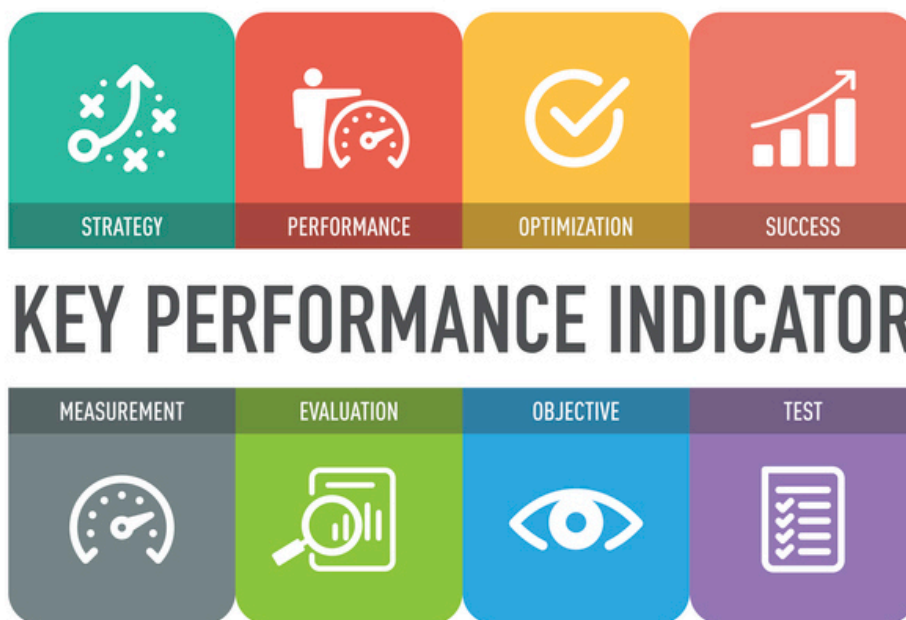 STRATEGY PERFORMANCE OPTIMIZATION SUCCESS
KEY PERFORMANCE INDICATOR
MEASUREMENT EVALUATION OBJECTIVE TEST